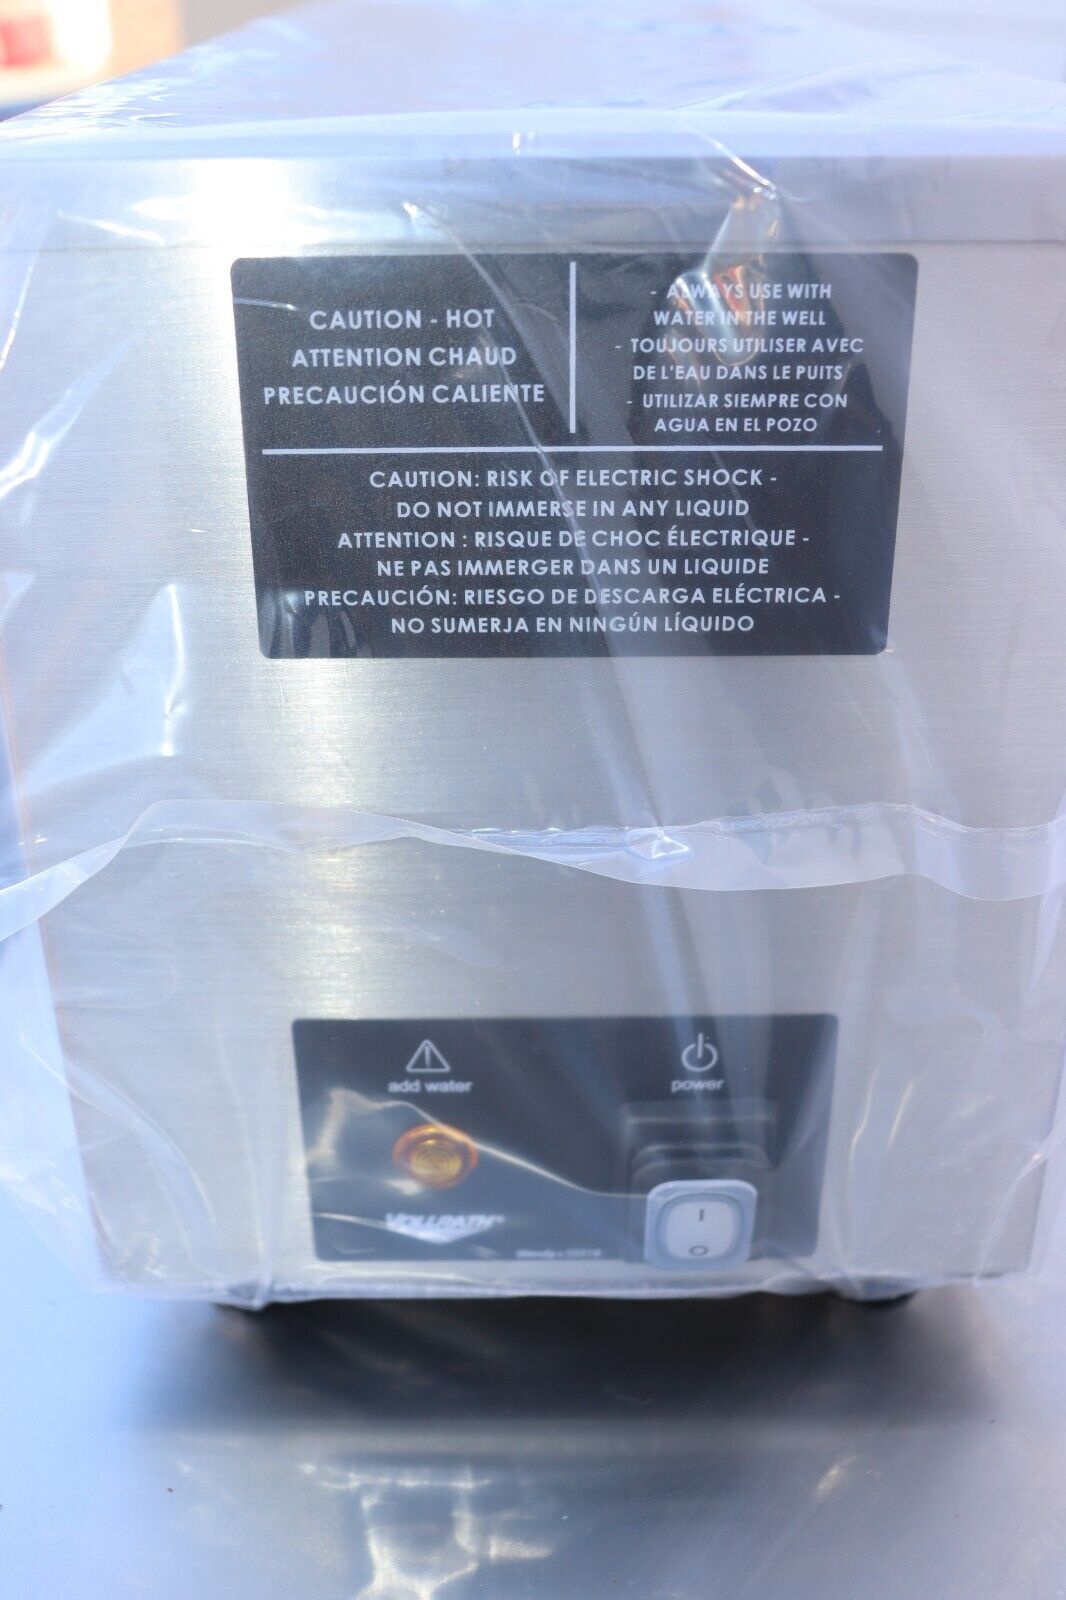 CAUTION - HOT
ATTENTION CHAUD
PRECAUCIÓN CALIENTE
- ALWAYS USE WITH
WATER IN THE WELL
- TOUJOURS UTILISER AVEC
DE L'EAU DANS LE PUITS
- UTILIZAR SIEMPRE CON
AGUA EN EL POZO
CAUTION: RISK OF ELECTRIC SHOCK -
DO NOT IMMERSE IN ANY LIQUID
ATTENTION : RISQUE DE CHOC ÉLECTRIQUE -
NE PAS IMMERGER DANS UN LIQUIDE
PRECAUCIÓN: RIESGO DE DESCARGA ELÉCTRICA -
NO SUMERJA EN NINGÚN LÍQUIDO
add water
power
VOLLRATH
I
O